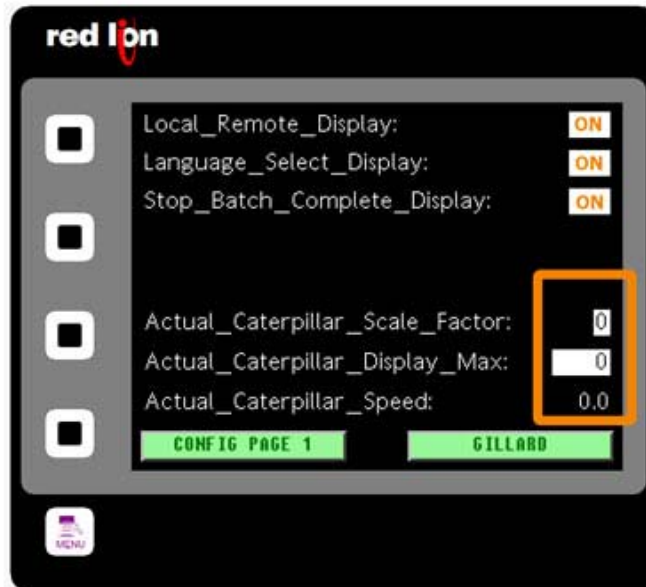 red lion
Local_Remote_Display: ON
Language_Select_Display: ON
Stop_Batch_Complete_Display: ON
Actual_Caterpillar_Scale_Factor: 0
Actual_Caterpillar_Display_Max: 0
Actual_Caterpillar_Speed: 0.0
CONFIG PAGE 1 GILLARD
MENU